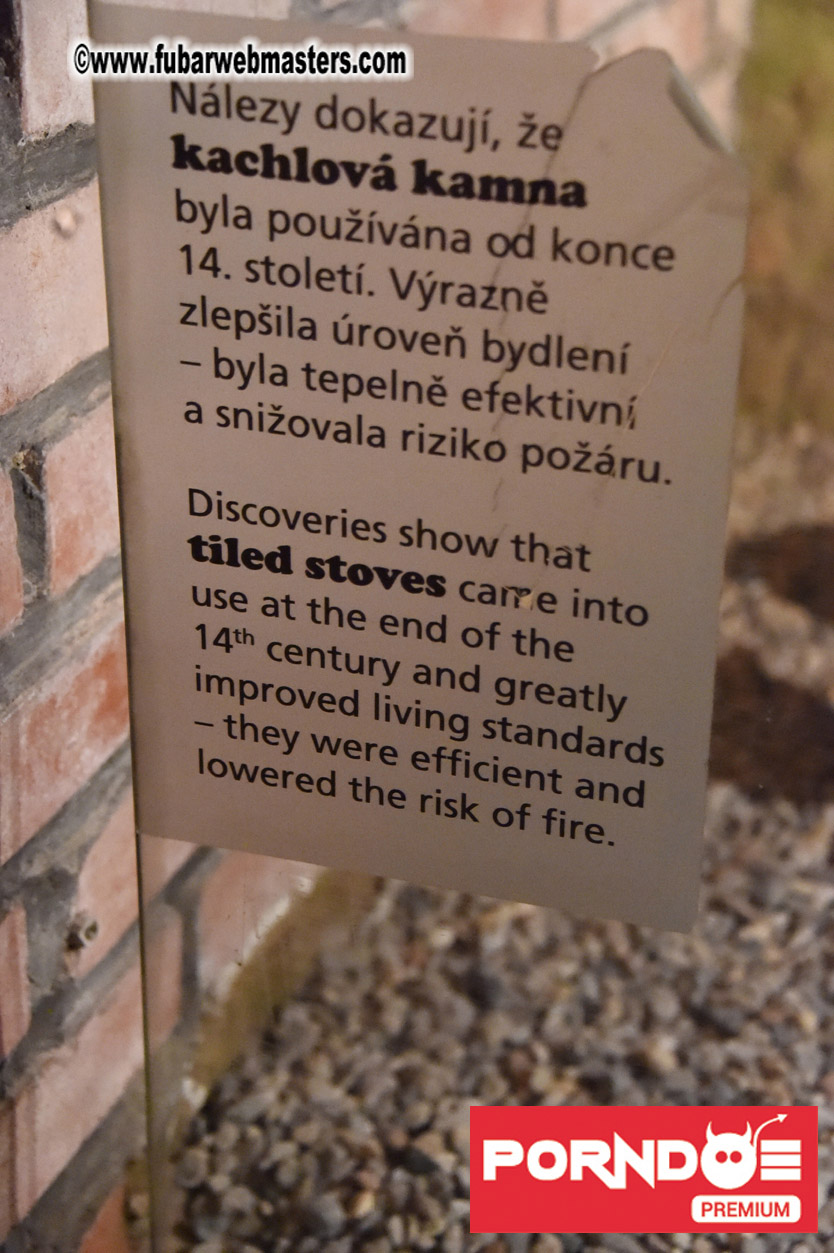 ©www.fubarwebmasters.com
Nálezy dokazují, že
kachlová kamna
byla používána od konce
14. století. Výrazně
zlepšila úroveň bydlení
– byla tepelně efektivní
a snižovala riziko požáru.
Discoveries show that
tiled stoves came into
use at the end of the
14th century and greatly
improved living standards
– they were efficient and
lowered the risk of fire.
PORNDOE
PREMIUM